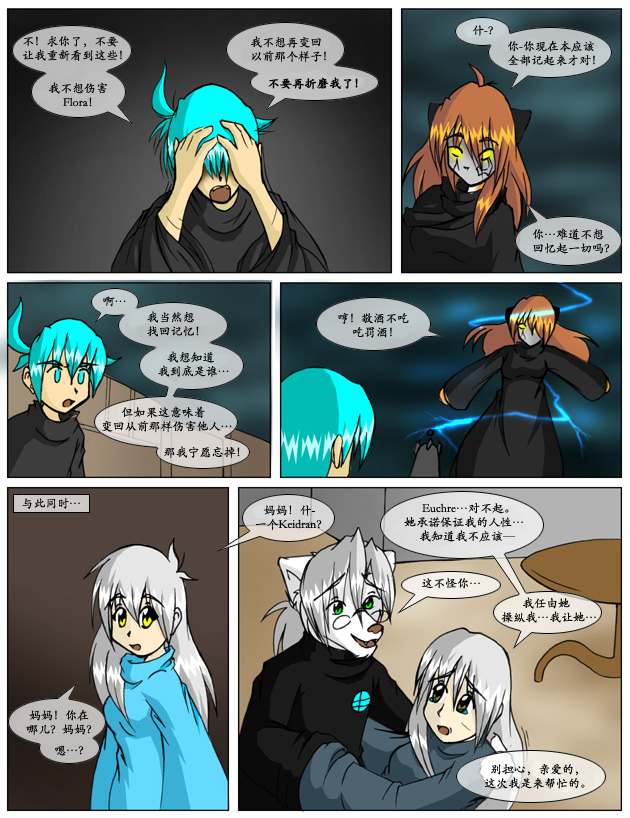 不！求你了，不要
让我重新看到这些！
我不想伤害
Flora！
我不想再变回
以前那个样子！
不要再折磨我了！
什-?
你-你现在本应该
全部记起来才对！
你…难道不想
回忆起一切吗?
啊…
我当然想
找回记忆！
我想知道
我到底是谁…
但如果这意味着
变回从前那样伤害他人…
那我宁愿忘掉！
哼！敬酒不吃
吃罚酒！
与此同时…
妈妈！你在
哪儿？妈妈?
嗯…?
妈妈！什-
一个Keidran?
Euchre…对不起。
她承诺保证我的人性…
我知道我不应该—
这不怪你…
我任由她
操纵我…我让她…
别担心，亲爱的，
这次我是来帮忙的。